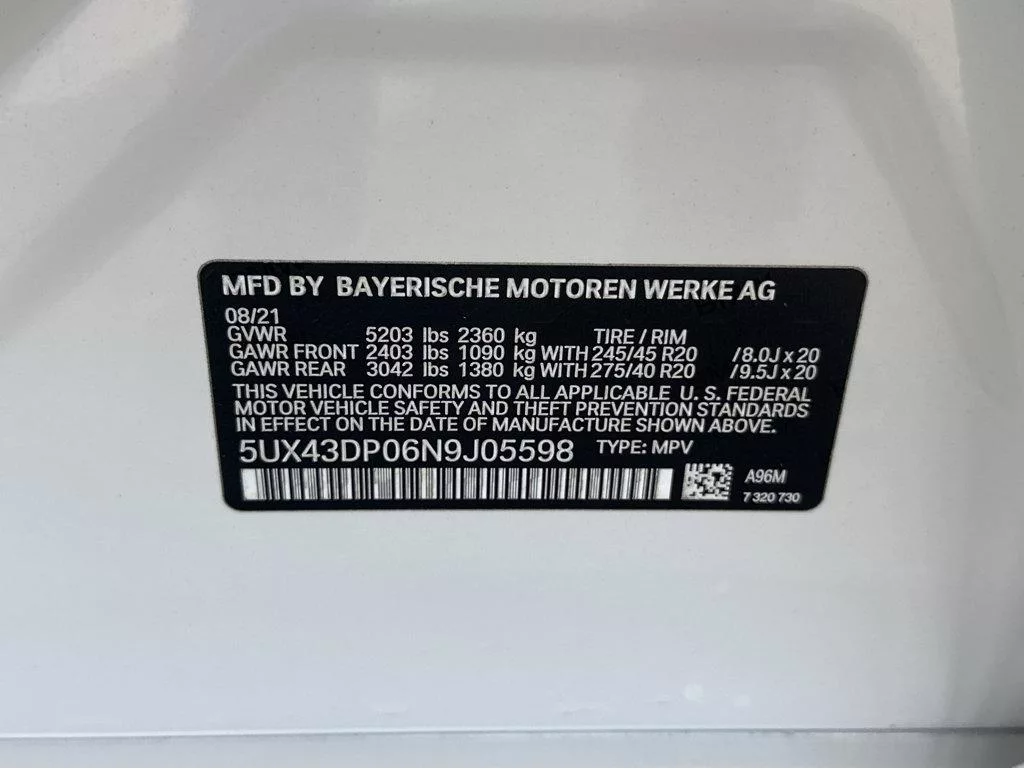 MFD BY BAYERISCHE MOTOREN WERKE AG
08/21
GVWR 5203 lbs 2360 kg TIRE / RIM
GAWR FRONT 2403 lbs 1090 kg WITH 245/45 R20 /8.0J x 20
GAWR REAR 3042 lbs 1380 kg WITH 275/40 R20 /9.5J x 20
THIS VEHICLE CONFORMS TO ALL APPLICABLE U. S. FEDERAL
MOTOR VEHICLE SAFETY AND THEFT PREVENTION STANDARDS
IN EFFECT ON THE DATE OF MANUFACTURE SHOWN ABOVE.
5UX43DP06N9J05598 TYPE: MPV
A96M
7 320 730